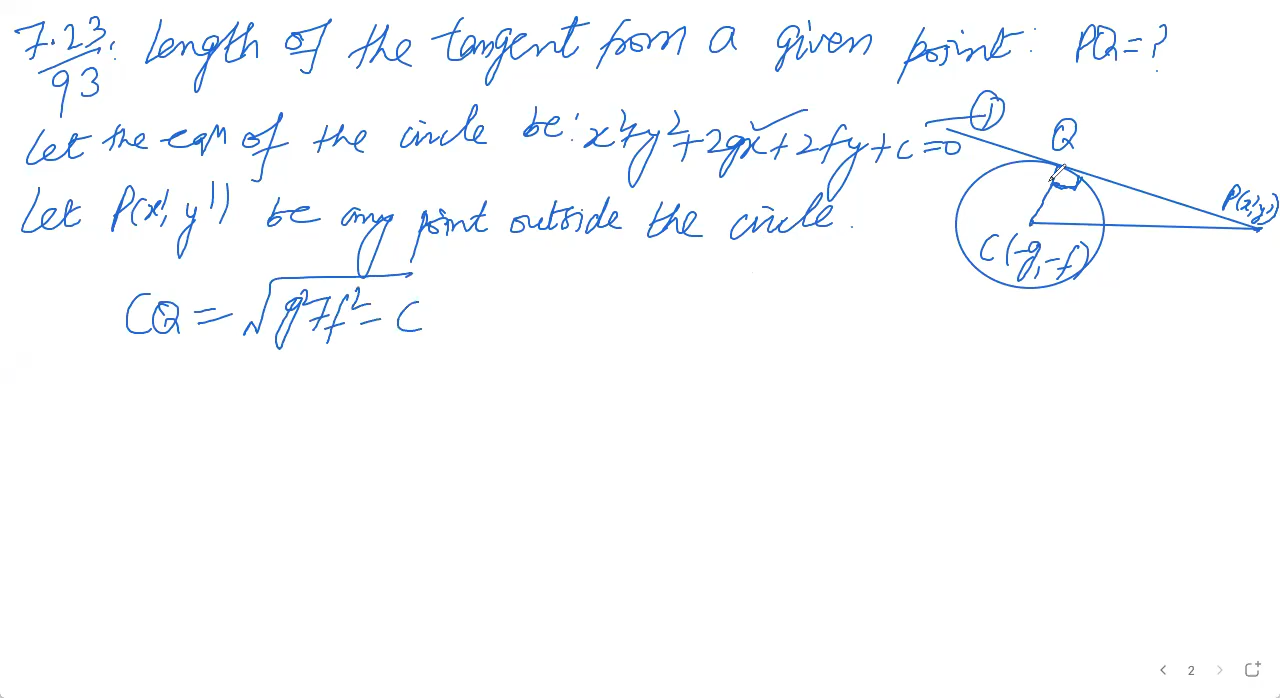 7.23/93: Length of the tangent from a given point: PQ=?
Let the eqn of the circle be: x²+y²+2gx+2fy+c=0 — ①
Let P(x', y') be any point outside the circle.
CQ = √g²+f²-c
Q
P(x',y')
C(-g,-f)
< 2 >